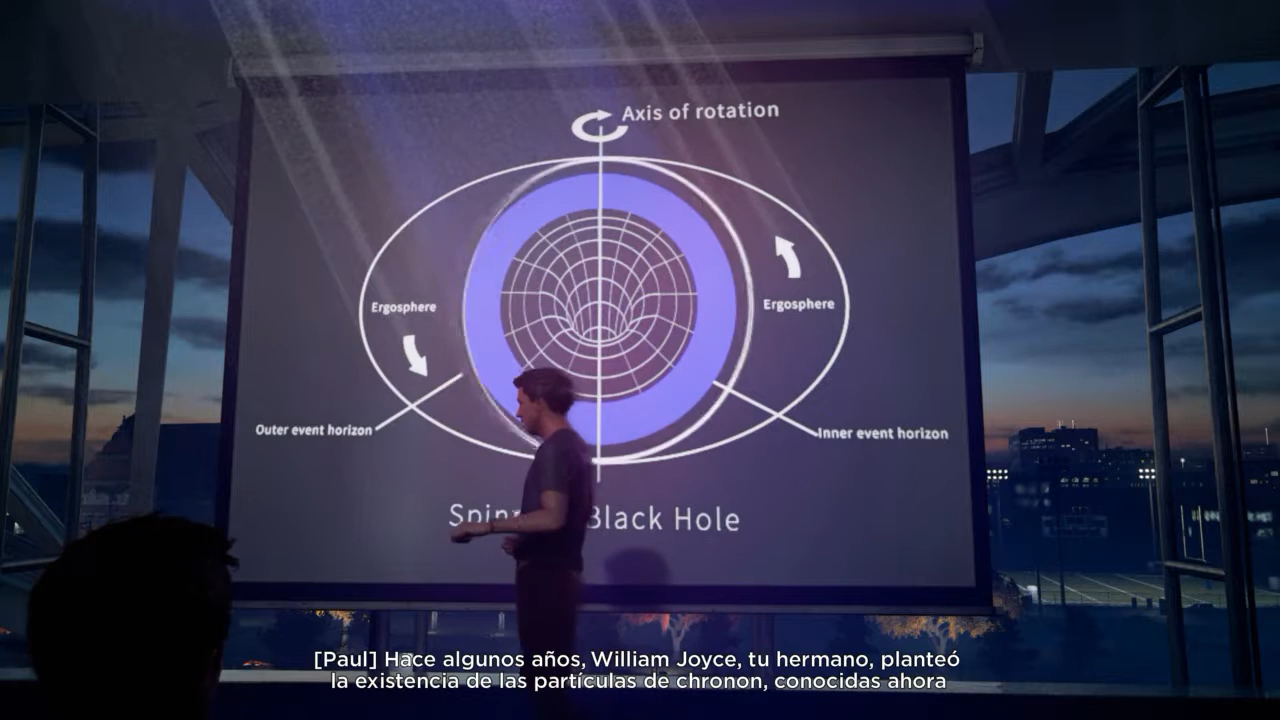 Axis of rotation
Ergosphere
Ergosphere
Outer event horizon
Inner event horizon
Black Hole
[Paul] Hace algunos años, William Joyce, tu hermano, planteó
la existencia de las partículas de chronon, conocidas ahora